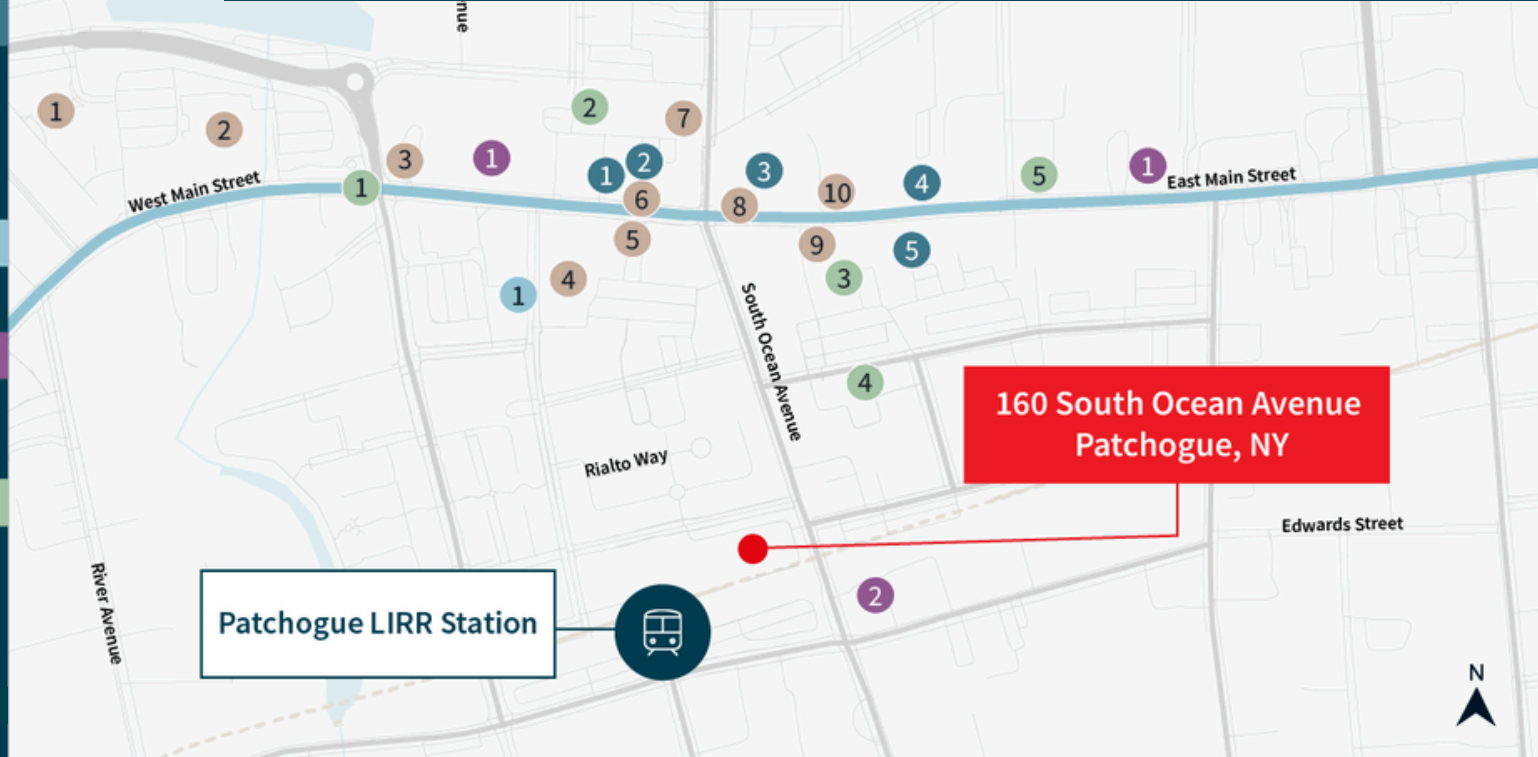 nue
2
7
1
2
3
1
1
2
3
4
5
1
East Main Street
West Main Street
1
6
8
10
5
9
5
4
3
1
South Ocean Avenue
4
160 South Ocean Avenue
Patchogue, NY
Rialto Way
Edwards Street
River Avenue
2
Patchogue LIRR Station
N